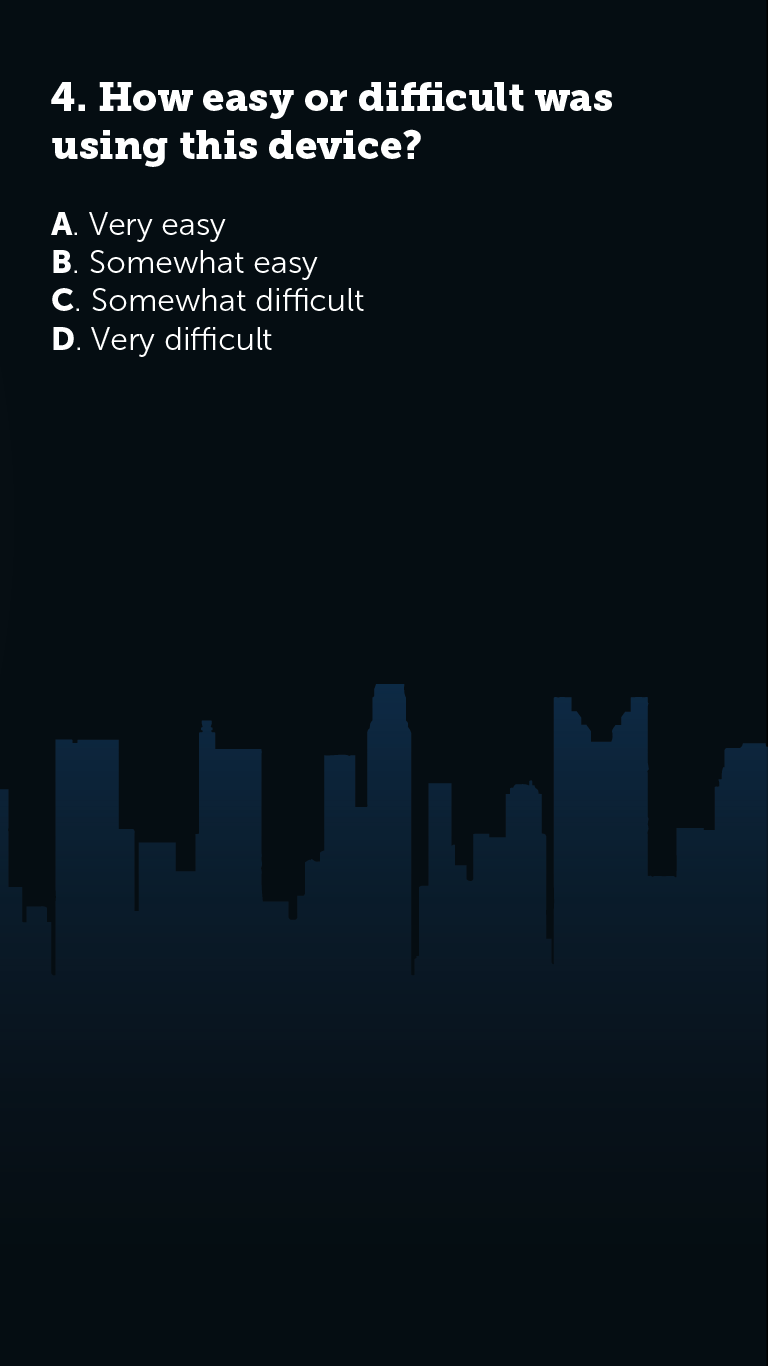 4. How easy or difficult was
using this device?
A. Very easy
B. Somewhat easy
C. Somewhat difficult
D. Very difficult